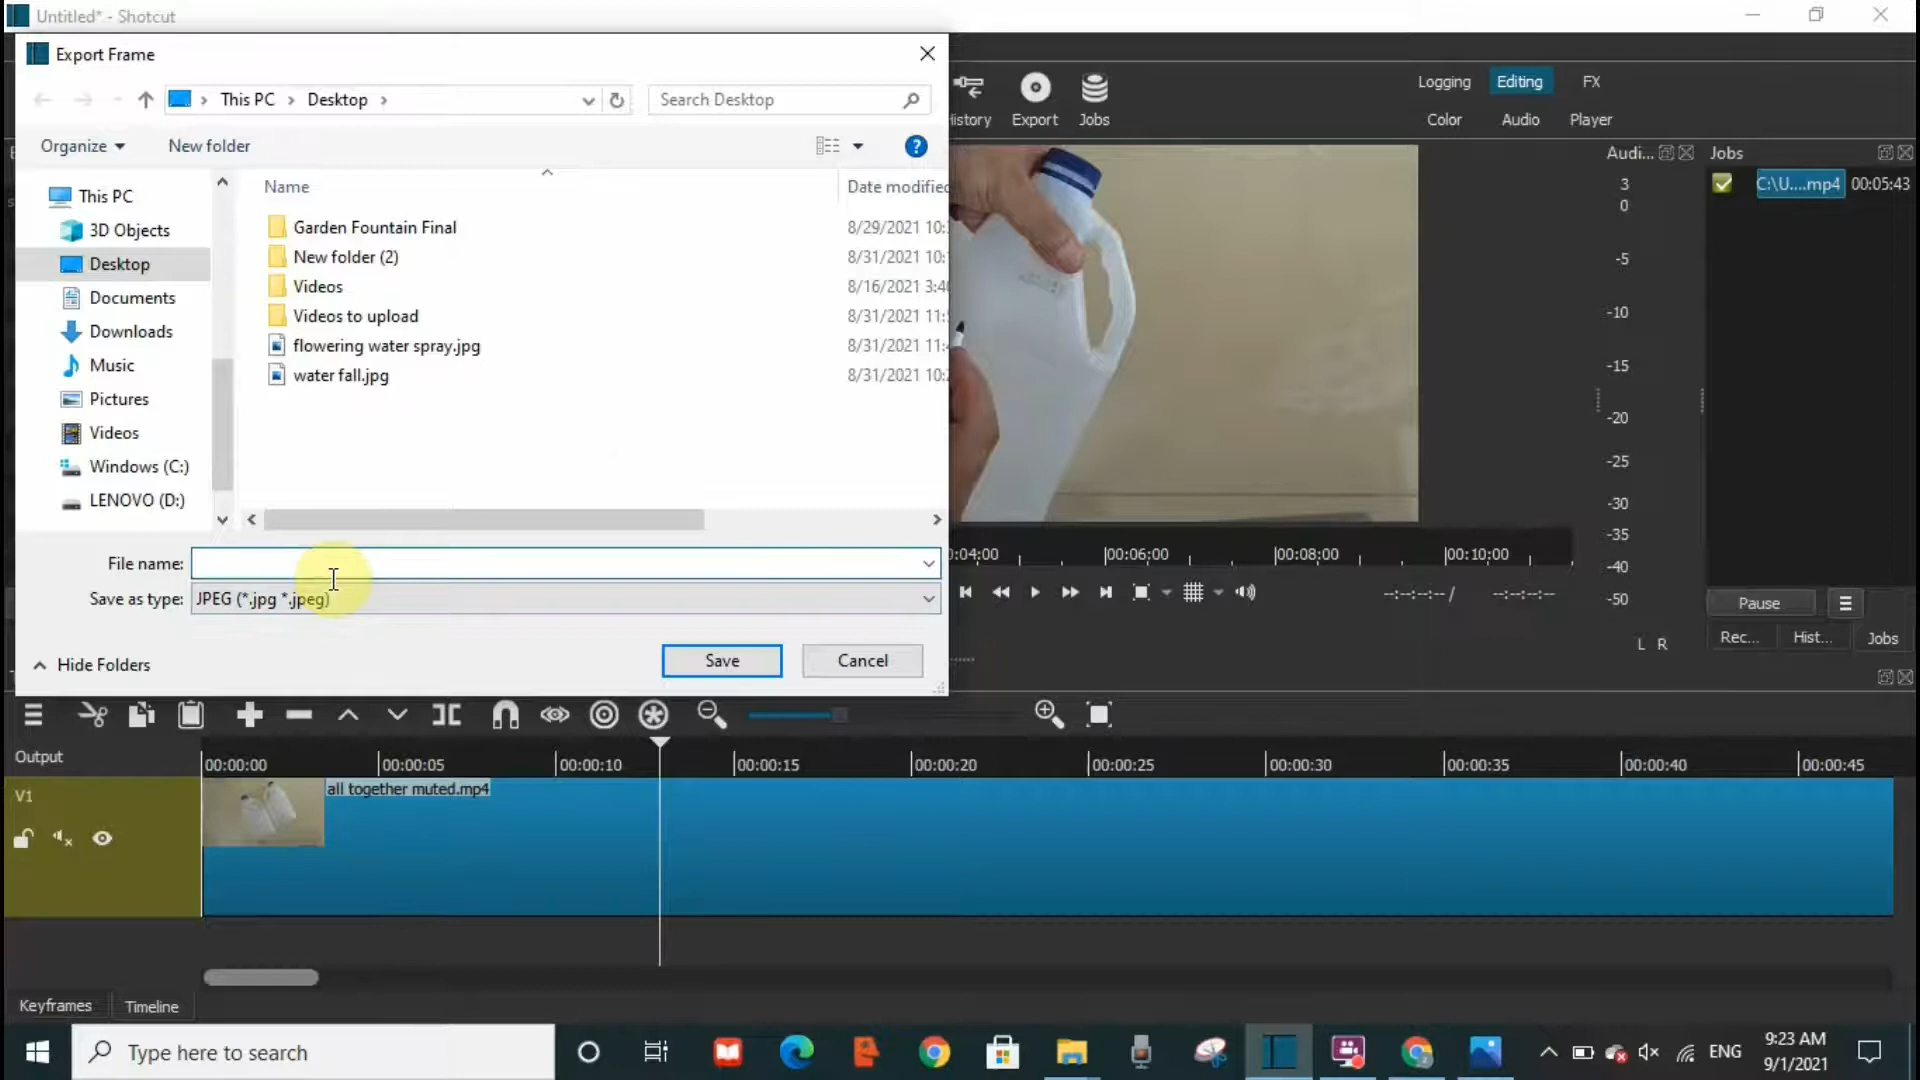 Untitled* - Shotcut
Export Frame
This PC > Desktop >
Search Desktop
Organize
New folder
Name
Date modified
This PC
3D Objects
Desktop
Documents
Downloads
Music
Pictures
Videos
Windows (C:)
LENOVO (D:)
Garden Fountain Final
8/29/2021 10:
New folder (2)
8/31/2021 10:
Videos
8/16/2021 3:4
Videos to upload
8/31/2021 11:
flowering water spray.jpg
8/31/2021 11:
water fall.jpg
8/31/2021 10:
File name:
Save as type: JPEG (*.jpg *.jpeg)
Hide Folders
Save
Cancel
istory
Export
Jobs
Logging
Editing
FX
Color
Audio
Player
Audi...
3
0
-5
-10
-15
-20
-25
-30
-35
-40
-50
L R
Jobs
C:\U....mp4 00:05:43
Pause
Rec...
Hist...
Jobs
:04:00
00:06:00
00:08:00
00:10:00
--:--:--:-- /
--:--:--:--
Output
00:00:00
00:00:05
00:00:10
00:00:15
00:00:20
00:00:25
00:00:30
00:00:35
00:00:40
00:00:45
V1
all together muted.mp4
Keyframes
Timeline
Type here to search
ENG
9:23 AM
9/1/2021